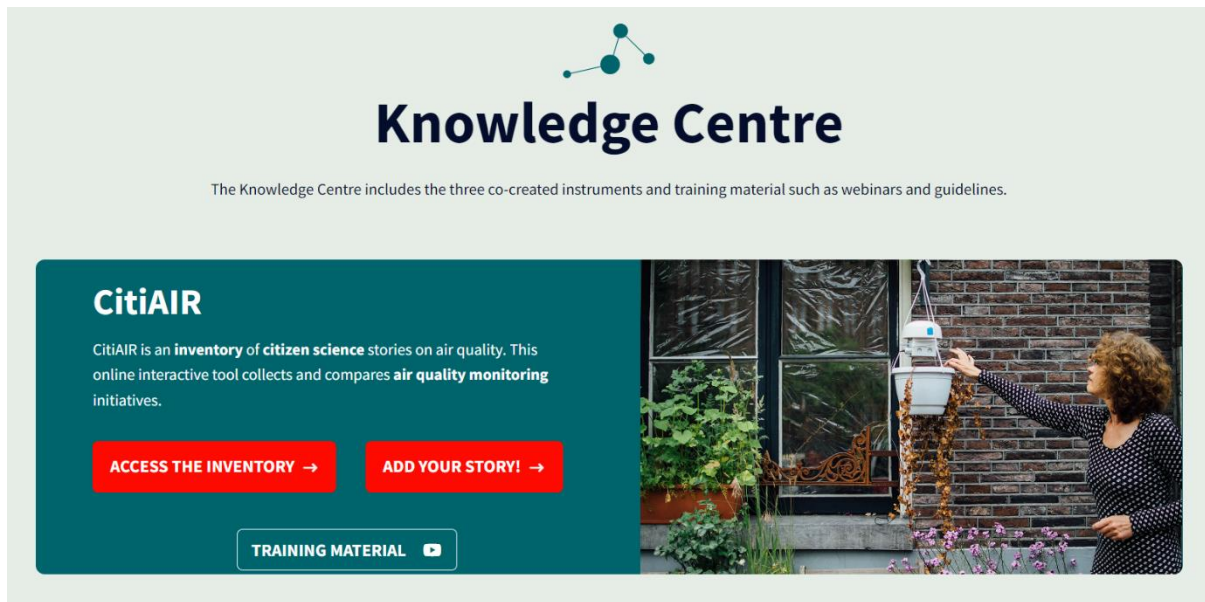 Knowledge Centre
The Knowledge Centre includes the three co-created instruments and training material such as webinars and guidelines.
CitiAIR
CitiAIR is an inventory of citizen science stories on air quality. This
online interactive tool collects and compares air quality monitoring
initiatives.
ACCESS THE INVENTORY → ADD YOUR STORY! →
TRAINING MATERIAL